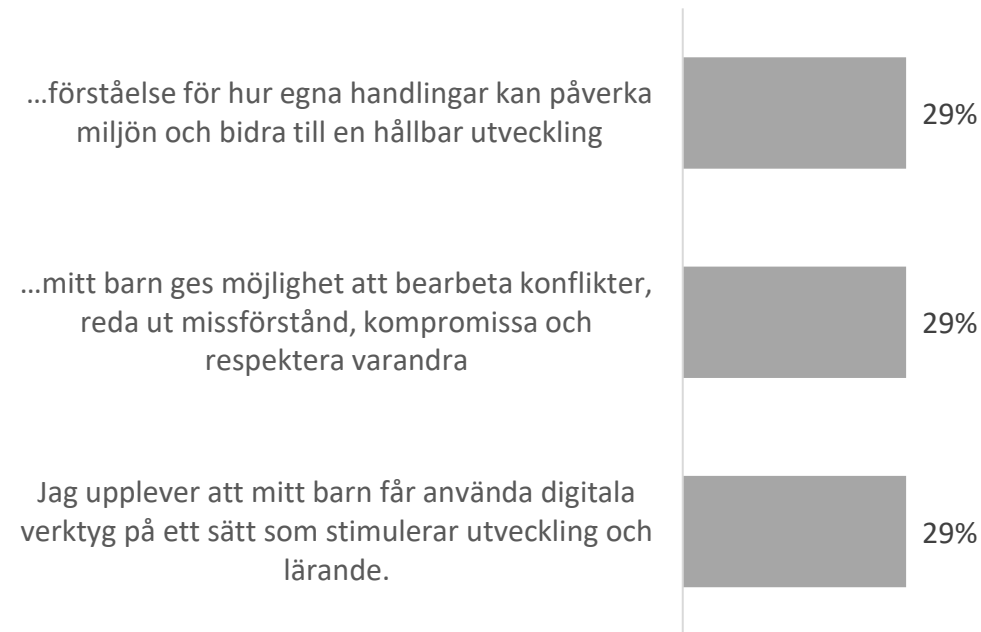 ...förståelse för hur egna handlingar kan påverka
miljön och bidra till en hållbar utveckling
29%
...mitt barn ges möjlighet att bearbeta konflikter,
reda ut missförstånd, kompromissa och
respektera varandra
29%
Jag upplever att mitt barn får använda digitala
verktyg på ett sätt som stimulerar utveckling och
lärande.
29%